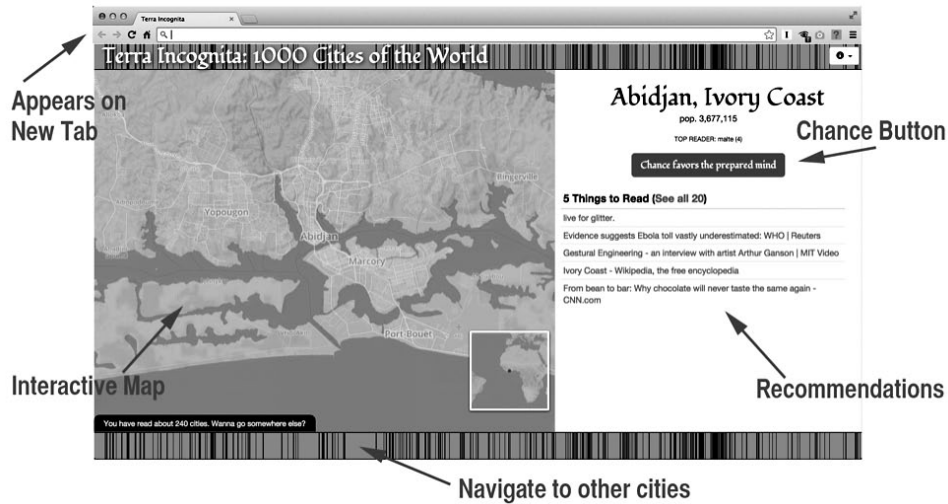 Terra Incognita
Terra Incognita: 1000 Cities of the World
Appears on
New Tab
Abidjan, Ivory Coast
pop. 3,677,115
TOP READER: malte (4)
Chance Button
Chance favors the prepared mind
5 Things to Read (See all 20)
live for glitter.
Evidence suggests Ebola toll vastly underestimated: WHO | Reuters
Gestural Engineering - an interview with artist Arthur Ganson | MIT Video
Ivory Coast - Wikipedia, the free encyclopedia
From bean to bar: Why chocolate will never taste the same again -
CNN.com
Bingerville
Yopougon
Abidjan
Marcory
Port-Bouet
Interactive Map
Recommendations
You have read about 240 cities. Wanna go somewhere else?
Navigate to other cities